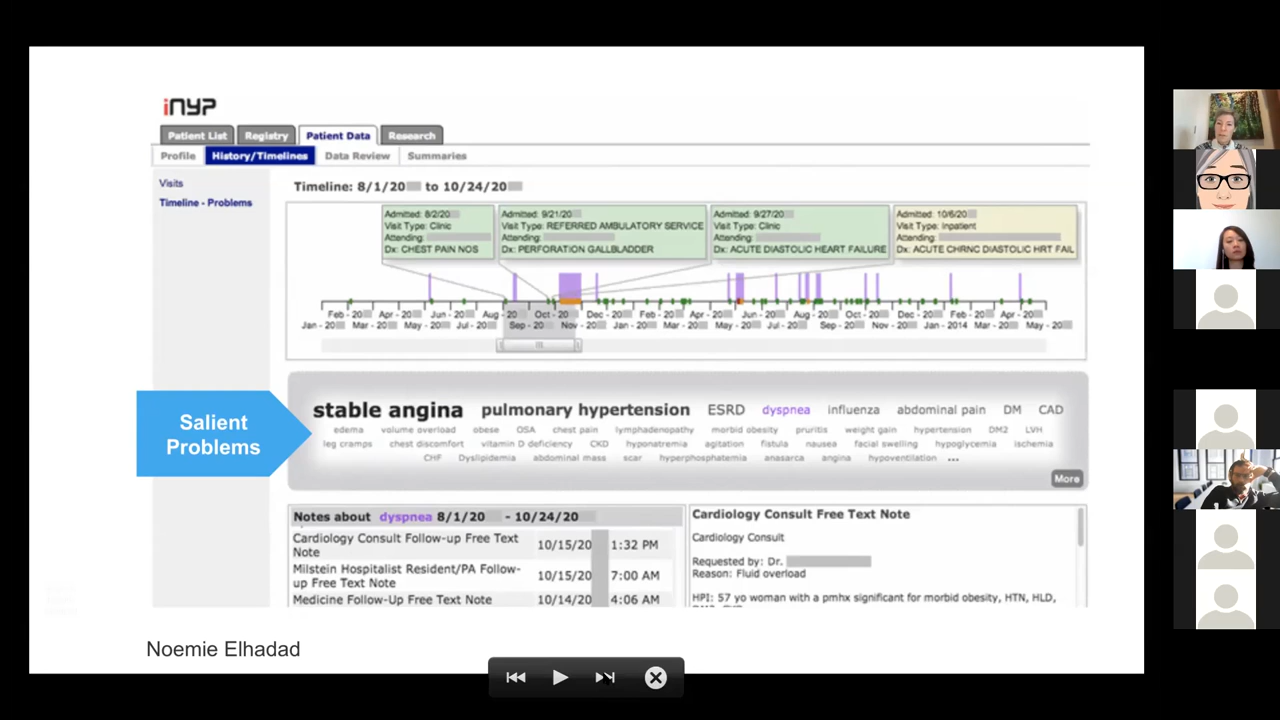 iNYP
Patient List Registry Patient Data Research
Profile History/Timelines Data Review Summaries
Visits
Timeline - Problems
Timeline: 8/1/20 to 10/24/20
Admitted: 8/2/20
Visit Type: Clinic
Attending:
Dx: CHEST PAIN NOS
Admitted: 9/21/20
Visit Type: REFERRED AMBULATORY SERVICE
Attending:
Dx: PERFORATION GALLBLADDER
Admitted: 9/27/20
Visit Type: Clinic
Attending:
Dx: ACUTE DIASTOLIC HEART FAILURE
Admitted: 10/6/20
Visit Type: Inpatient
Attending:
Dx: ACUTE CHRNC DIASTOLIC HRT FAIL
Feb - 20 Apr - 20 Jun - 20 Aug - 20 Oct - 20 Dec - 20 Feb - 20 Apr - 20 Jun - 20 Aug - 20 Oct - 20 Dec - 20 Feb - 20 Apr - 20
Jan - 20 Mar - 20 May - 20 Jul - 20 Sep - 20 Nov - 20 Jan - 20 Mar - 20 May - 20 Jul - 20 Sep - 20 Nov - 20 Jan - 2014 Mar - 20 May - 20
Salient
Problems
stable angina pulmonary hypertension ESRD dyspnea influenza abdominal pain DM CAD
edema volume overload obese OSA chest pain lymphadenopathy morbid obesity pruritis weight gain hypertension DM2 LVH
leg cramps chest discomfort vitamin D deficiency CKD hyponatremia agitation fistula nausea facial swelling hypoglycemia ischemia
CHF Dyslipidemia abdominal mass scar hyperphosphatemia anasarca angina hypoventilation ...
More
Notes about dyspnea 8/1/20 - 10/24/20
Cardiology Consult Follow-up Free Text
Note 10/15/20 1:32 PM
Milstein Hospitalist Resident/PA Follow-
up Free Text Note 10/15/20 7:00 AM
Medicine Follow-Up Free Text Note 10/14/20 4:06 AM
Cardiology Consult Free Text Note
Cardiology Consult
Requested by: Dr.
Reason: Fluid overload
HPI: 57 yo woman with a pmhx significant for morbid obesity, HTN, HLD,
Noemie Elhadad